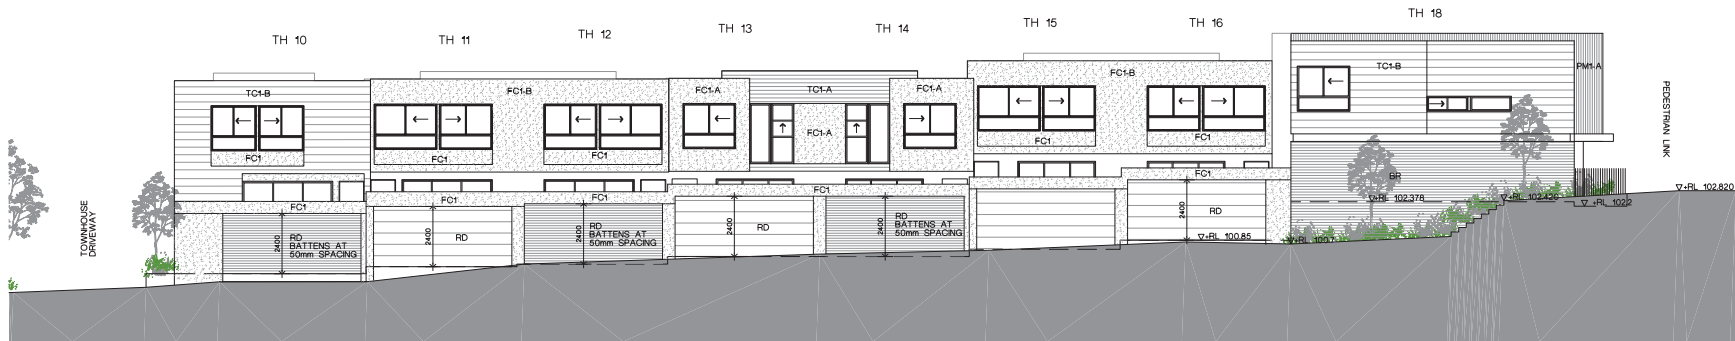 TH 10
TH 11
TH 12
TH 13
TH 14
TH 15
TH 16
TH 18
TC1-B
FC1-B
FC1-A
TC1-A
FC1-A
FC1-B
TC1-B
PM1-A
FC1-A
FC1
FC1
FC1
FC1
FC1
BR
PEDESTRIAN LINK
TOWNHOUSE
DRIVEWAY
FC1
FC1
FC1
FC1
FC1
+RL 102.378
+RL 102.426
+RL 102.2
+RL 102.820
2400
RD
BATTENS AT
50mm SPACING
2400
RD
2400
RD
BATTENS AT
50mm SPACING
2400
RD
2400
RD
BATTENS AT
50mm SPACING
2400
RD
+RL 100.85